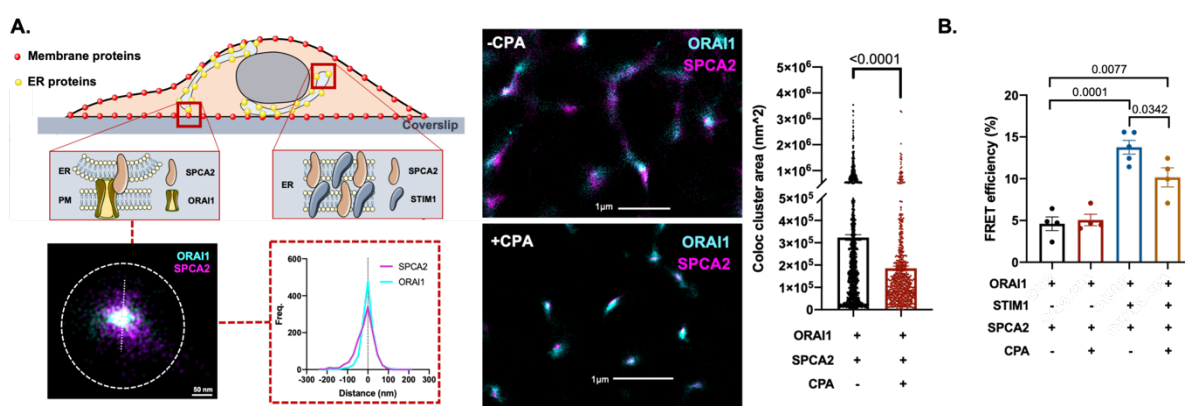 A.
Membrane proteins
ER proteins
Coverslip
ER
PM
SPCA2
ORAI1
ER
SPCA2
STIM1
ORAI1
SPCA2
50 nm
600
400
200
0
Freq.
SPCA2
ORAI1
-300 -200 -100 0 100 200 300
Distance (nm)
-CPA
ORAI1
SPCA2
1μm
+CPA
ORAI1
SPCA2
1μm
<0.0001
Coloc cluster area (nm^2)
5×10⁶
4×10⁶
3×10⁶
2×10⁶
1×10⁶
5×10⁵
4×10⁵
3×10⁵
2×10⁵
1×10⁵
0
ORAI1 + +
SPCA2 + +
CPA - +
B.
0.0077
0.0001
0.0342
FRET efficiency (%)
20
15
10
5
0
ORAI1 + + + +
STIM1 - - + +
SPCA2 + + + +
CPA - + - +